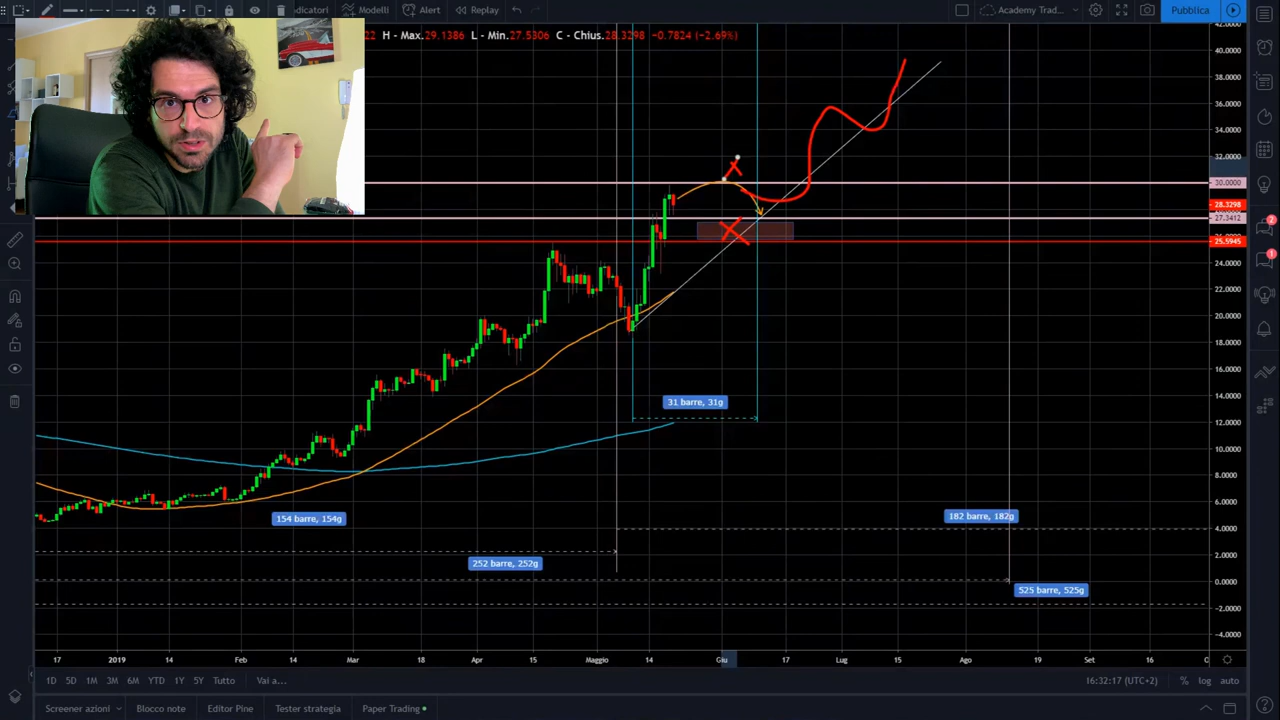 Modelli
Alert
Replay
Academy Trad...
Pubblica
H - Max. 29.1386 L - Min. 27.5306 C - Chius. 28.3298 −0.7824 (−2.69%)
40.0000
38.0000
36.0000
34.0000
32.0000
30.0000
28.3298
27.3412
25.5945
24.0000
22.0000
20.0000
18.0000
16.0000
14.0000
12.0000
10.0000
8.0000
6.0000
4.0000
2.0000
0.0000
−2.0000
−4.0000
2
1
31 barre, 31g
154 barre, 154g
182 barre, 182g
252 barre, 252g
525 barre, 525g
17 2019 14 Feb 14 Mar 18 Apr 15 Maggio 14 Giu 17 Lug 15 Ago 19 Set 16
1D 5D 1M 3M 6M YTD 1Y 5Y Tutto Vai a... 16:32:17 (UTC+2) % log auto
Screener azioni Blocco note Editor Pine Tester strategia Paper Trading